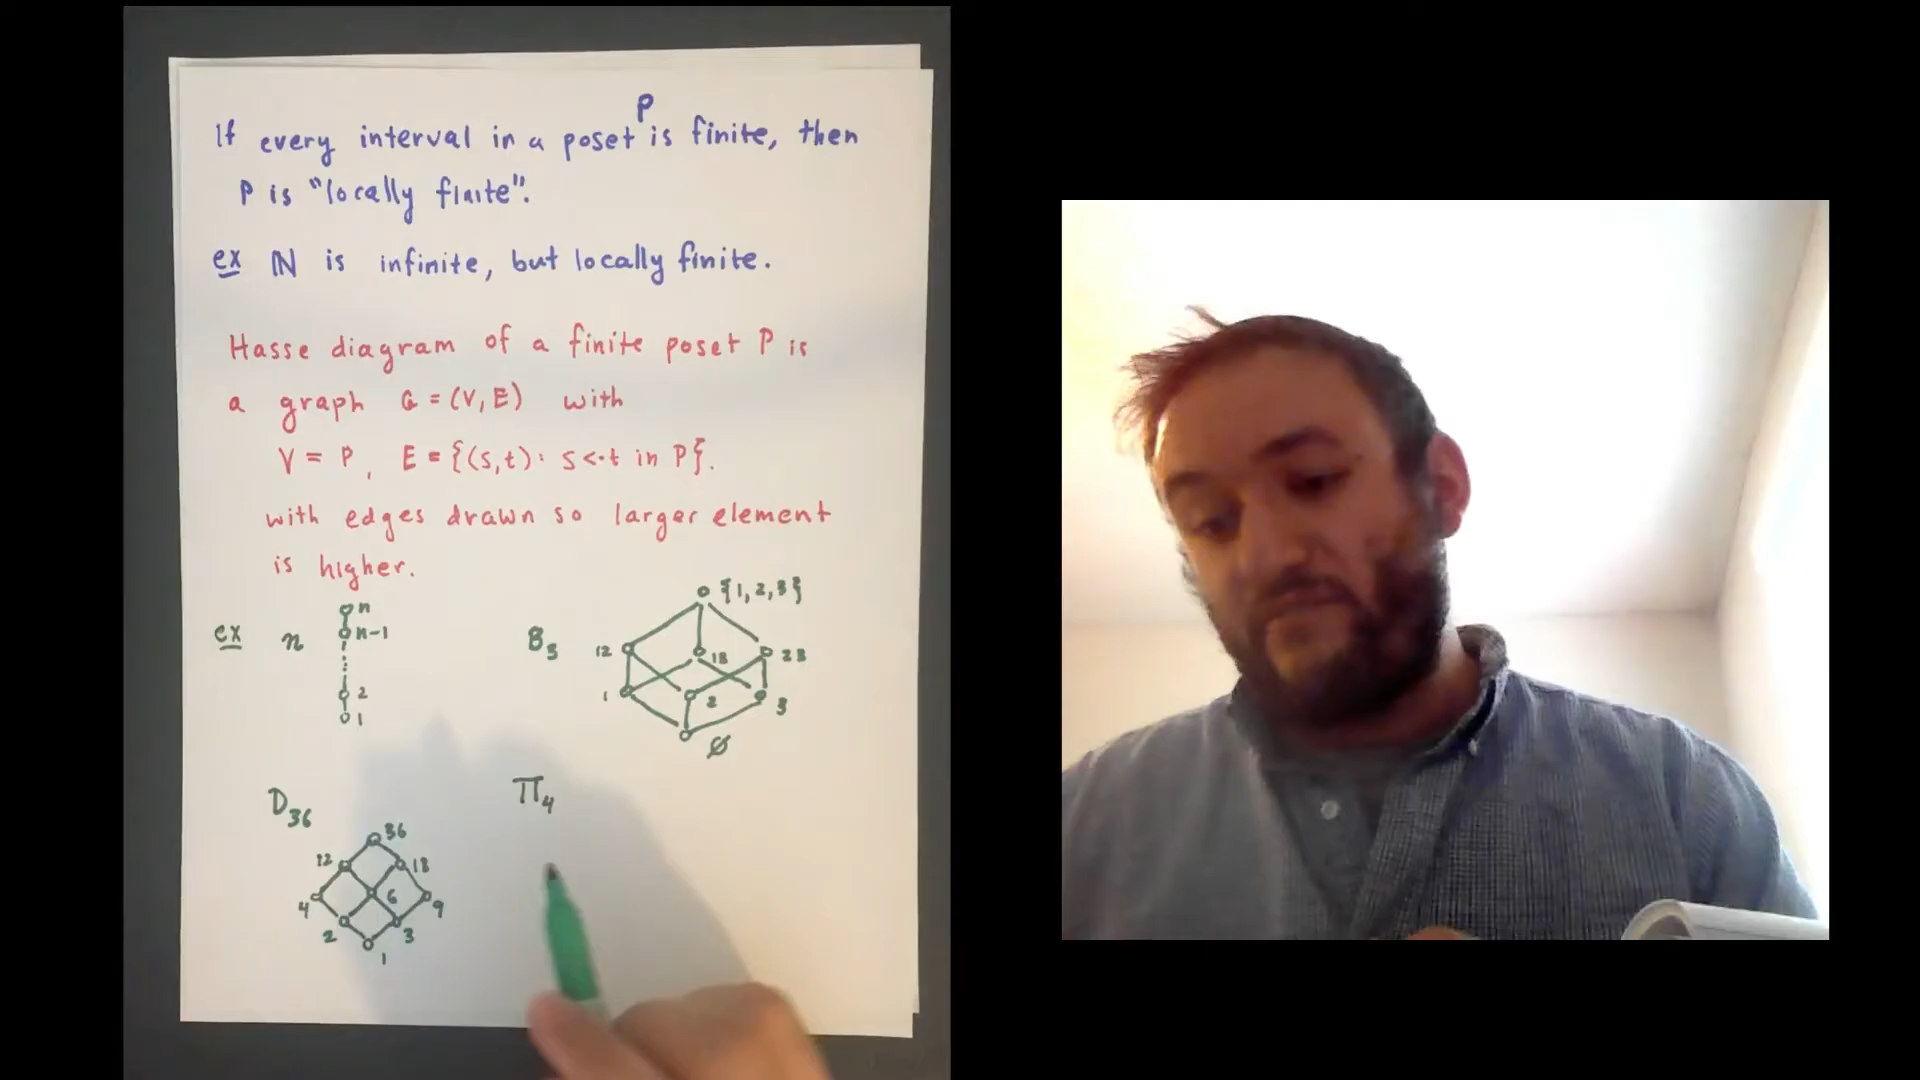 If every interval in a poset P is finite, then
P is "locally finite".
ex ℕ is infinite, but locally finite.
Hasse diagram of a finite poset P is
a graph G = (V, E) with
V = P, E = {(s,t): s<·t in P}.
with edges drawn so larger element
is higher.
ex n
n
n-1
2
1
B3
{1,2,3}
12 13 23
1 2 3
∅
D36
36
12 18
4 6 9
2 3
1
Π4